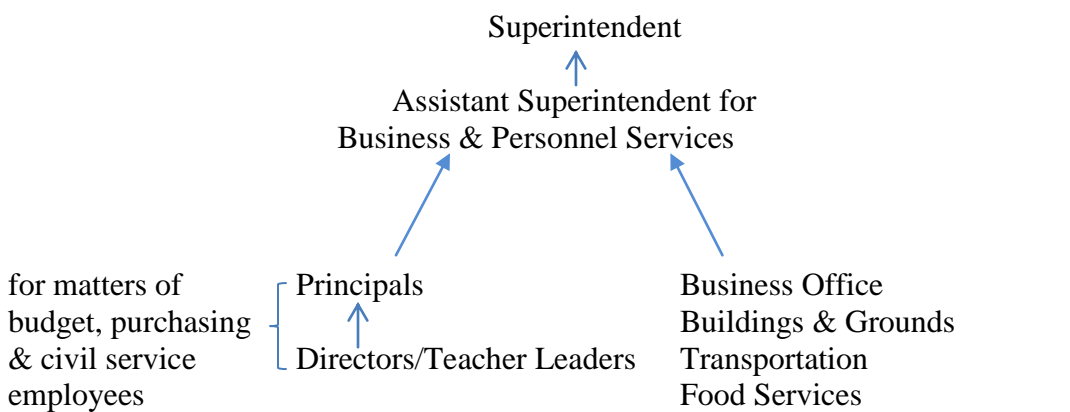 Superintendent
Assistant Superintendent for
Business & Personnel Services
for matters of
budget, purchasing
& civil service
employees
Principals
Directors/Teacher Leaders
Business Office
Buildings & Grounds
Transportation
Food Services